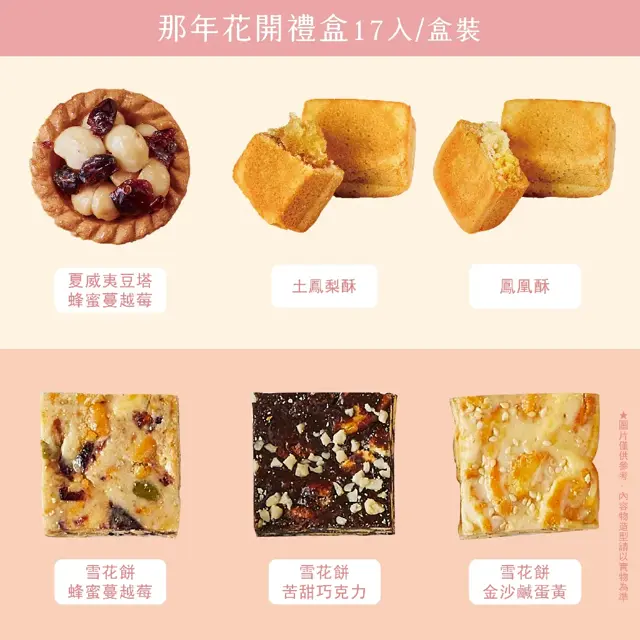 那年花開禮盒17入/盒裝
夏威夷豆塔
蜂蜜蔓越莓
土鳳梨酥
鳳凰酥
雪花餅
蜂蜜蔓越莓
雪花餅
苦甜巧克力
雪花餅
金沙鹹蛋黃
★圖片僅供參考，內容物造型請以實物為準